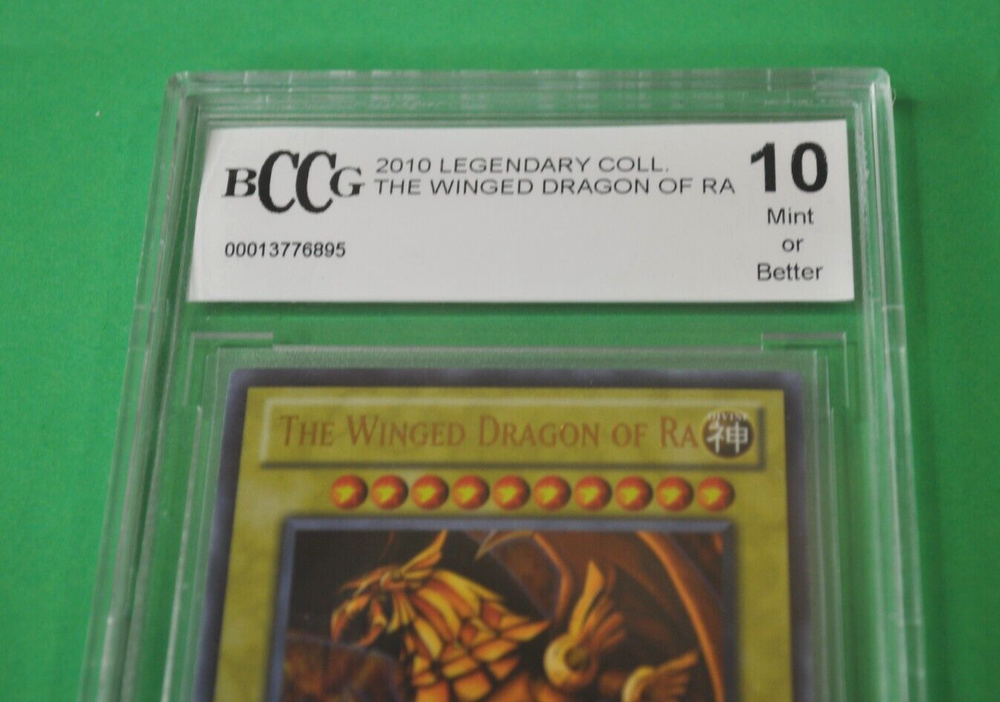 BCCG
2010 LEGENDARY COLL.
THE WINGED DRAGON OF RA
10
Mint
or
Better
00013776895
THE WINGED DRAGON OF RA
DIVINE
神